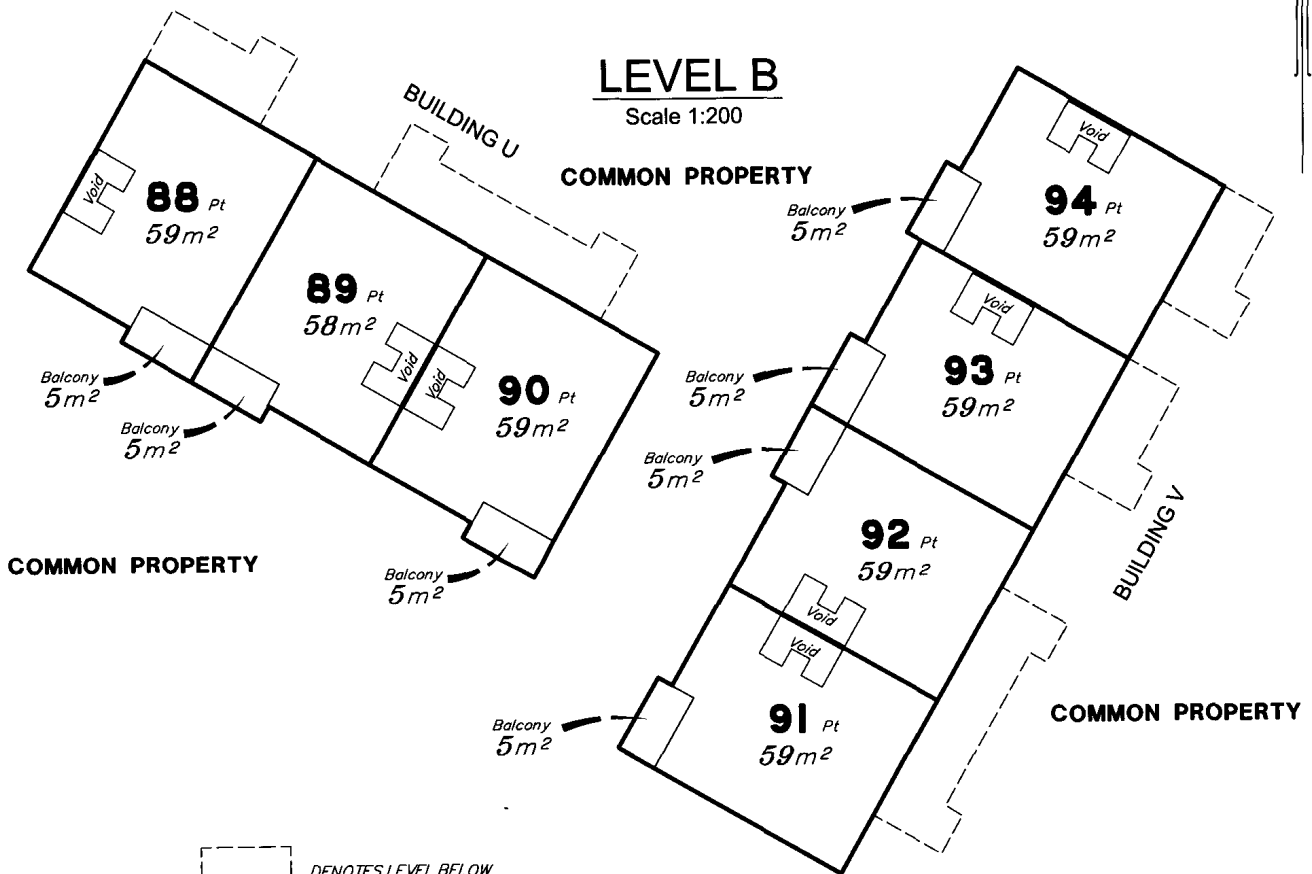 LEVEL B
Scale 1:200
BUILDING U
COMMON PROPERTY
Void
88 Pt
59m²
Balcony
5m²
89 Pt
58m²
Void
Balcony
5m²
Void
90 Pt
59m²
Balcony
5m²
COMMON PROPERTY
Void
94 Pt
59m²
Balcony
5m²
Void
93 Pt
59m²
Balcony
5m²
Balcony
5m²
92 Pt
59m²
Void
Void
91 Pt
59m²
Balcony
5m²
BUILDING V
COMMON PROPERTY
DENOTES LEVEL BELOW